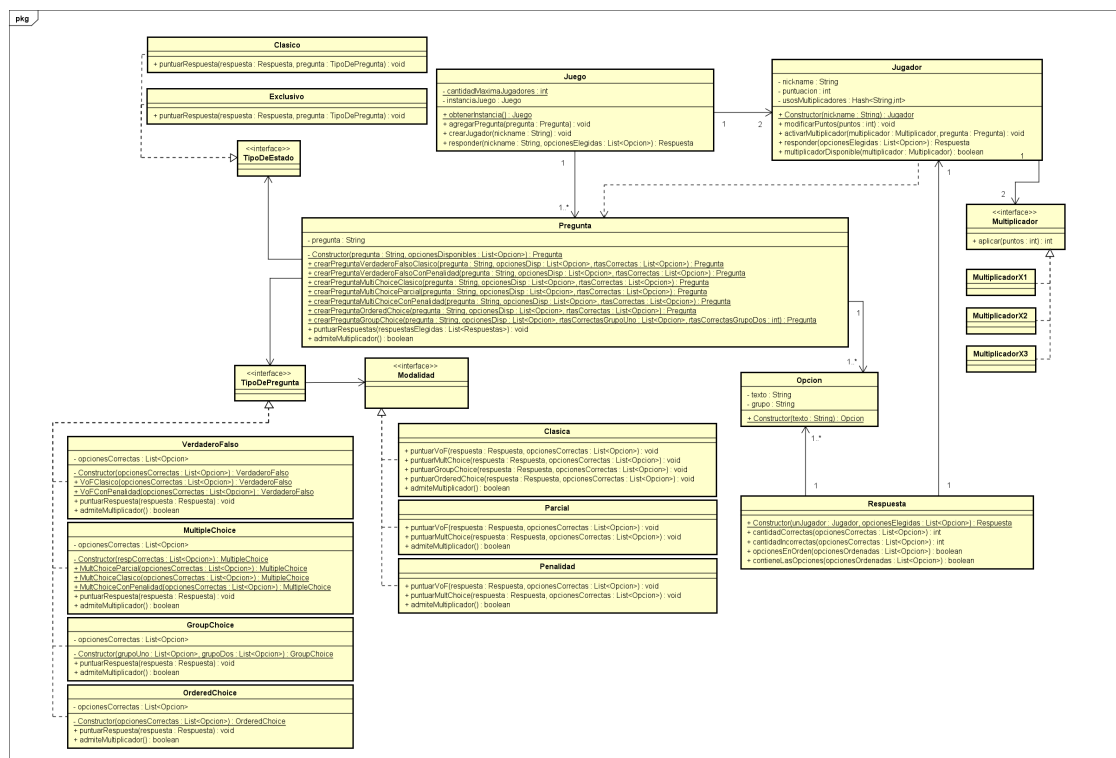 pkg
Clasico
+ puntuarRespuesta(respuesta : Respuesta, pregunta : TipoDePregunta) : void
Exclusivo
+ puntuarRespuesta(respuesta : Respuesta, pregunta : TipoDePregunta) : void
<<interface>>
TipoDeEstado
Juego
- cantidadMaximaJugadores : int
- instanciaJuego : Juego
+ obtenerInstancia() : Juego
+ agregarPregunta(pregunta : Pregunta) : void
+ crearJugador(nickname : String) : void
+ responder(nickname : String, opcionesElegidas : List<Opcion>) : Respuesta
1
2
1
1..*
Jugador
- nickname : String
- puntuacion : int
- usosMultiplicadores : Hash<String,int>
+ Constructor(nickname : String) : Jugador
+ modificarPuntos(puntos : int) : void
+ activarMultiplicador(multiplicador : Multiplicador, pregunta : Pregunta) : void
+ responder(opcionesElegidas : List<Opcion>) : Respuesta
+ multiplicadorDisponible(multiplicador : Multiplicador) : boolean
1
1
2
<<interface>>
Multiplicador
+ aplicar(puntos : int) : int
MultiplicadorX1
MultiplicadorX2
MultiplicadorX3
Pregunta
- pregunta : String
- Constructor(pregunta : String, opcionesDisponibles : List<Opcion>) : Pregunta
+ crearPreguntaVerdaderoFalsoClasico(pregunta : String, opcionesDisp : List<Opcion>, rtasCorrectas : List<Opcion>) : Pregunta
+ crearPreguntaVerdaderoFalsoConPenalidad(pregunta : String, opcionesDisp : List<Opcion>, rtasCorrectas : List<Opcion>) : Pregunta
+ crearPreguntaMultiChoiceClasico(pregunta : String, opcionesDisp : List<Opcion>, rtasCorrectas : List<Opcion>) : Pregunta
+ crearPreguntaMultiChoiceParcial(pregunta : String, opcionesDisp : List<Opcion>, rtasCorrectas : List<Opcion>) : Pregunta
+ crearPreguntaMultiChoiceConPenalidad(pregunta : String, opcionesDisp : List<Opcion>, rtasCorrectas : List<Opcion>) : Pregunta
+ crearPreguntaOrderedChoice(pregunta : String, opcionesDisp : List<Opcion>, rtasCorrectas : List<Opcion>) : Pregunta
+ crearPreguntaGroupChoice(pregunta : String, opcionesDisp : List<Opcion>, rtasCorrectasGrupoUno : List<Opcion>, rtasCorrectasGrupoDos : int) : Pregunta
+ puntuarRespuestas(respuestasElegidas : List<Respuestas>) : void
+ admiteMultiplicador() : boolean
1
1..*
<<interface>>
TipoDePregunta
<<interface>>
Modalidad
Opcion
- texto : String
- grupo : String
+ Constructor(texto : String) : Opcion
1..*
1
1
VerdaderoFalso
- opcionesCorrectas : List<Opcion>
- Constructor(opcionesCorrectas : List<Opcion>) : VerdaderoFalso
+ VoFClasico(opcionesCorrectas : List<Opcion>) : VerdaderoFalso
+ VoFConPenalidad(opcionesCorrectas : List<Opcion>) : VerdaderoFalso
+ puntuarRespuesta(respuesta : Respuesta) : void
+ admiteMultiplicador() : boolean
Clasica
+ puntuarVoF(respuesta : Respuesta, opcionesCorrectas : List<Opcion>) : void
+ puntuarMultChoice(respuesta : Respuesta, opcionesCorrectas : List<Opcion>) : void
+ puntuarGroupChoice(respuesta : Respuesta, opcionesCorrectas : List<Opcion>) : void
+ puntuarOrderedChoice(respuesta : Respuesta, opcionesCorrectas : List<Opcion>) : void
+ admiteMultiplicador() : boolean
Parcial
+ puntuarVoF(respuesta : Respuesta, opcionesCorrectas : List<Opcion>) : void
+ puntuarMultChoice(respuesta : Respuesta, opcionesCorrectas : List<Opcion>) : void
+ admiteMultiplicador() : boolean
Penalidad
+ puntuarVoF(respuesta : Respuesta, opcionesCorrectas : List<Opcion>) : void
+ puntuarMultChoice(respuesta : Respuesta, opcionesCorrectas : List<Opcion>) : void
+ admiteMultiplicador() : boolean
Respuesta
+ Constructor(unJugador : Jugador, opcionesElegidas : List<Opcion>) : Respuesta
+ cantidadCorrectas(opcionesCorrectas : List<Opcion>) : int
+ cantidadIncorrectas(opcionesCorrectas : List<Opcion>) : int
+ opcionesEnOrden(opcionesOrdenadas : List<Opcion>) : boolean
+ contieneLasOpciones(opcionesOrdenadas : List<Opcion>) : boolean
MultipleChoice
- opcionesCorrectas : List<Opcion>
- Constructor(respCorrectas : List<Opcion>) : MultipleChoice
+ MultChoiceParcial(opcionesCorrectas : List<Opcion>) : MultipleChoice
+ MultChoiceClasico(opcionesCorrectas : List<Opcion>) : MultipleChoice
+ MultChoiceConPenalidad(opcionesCorrectas : List<Opcion>) : MultipleChoice
+ puntuarRespuesta(respuesta : Respuesta) : void
+ admiteMultiplicador() : boolean
GroupChoice
- opcionesCorrectas : List<Opcion>
- Constructor(grupoUno : List<Opcion>, grupoDos : List<Opcion>) : GroupChoice
+ puntuarRespuesta(respuesta : Respuesta) : void
+ admiteMultiplicador() : boolean
OrderedChoice
- opcionesCorrectas : List<Opcion>
- Constructor(opcionesCorrectas : List<Opcion>) : OrderedChoice
+ puntuarRespuesta(respuesta : Respuesta) : void
+ admiteMultiplicador() : boolean